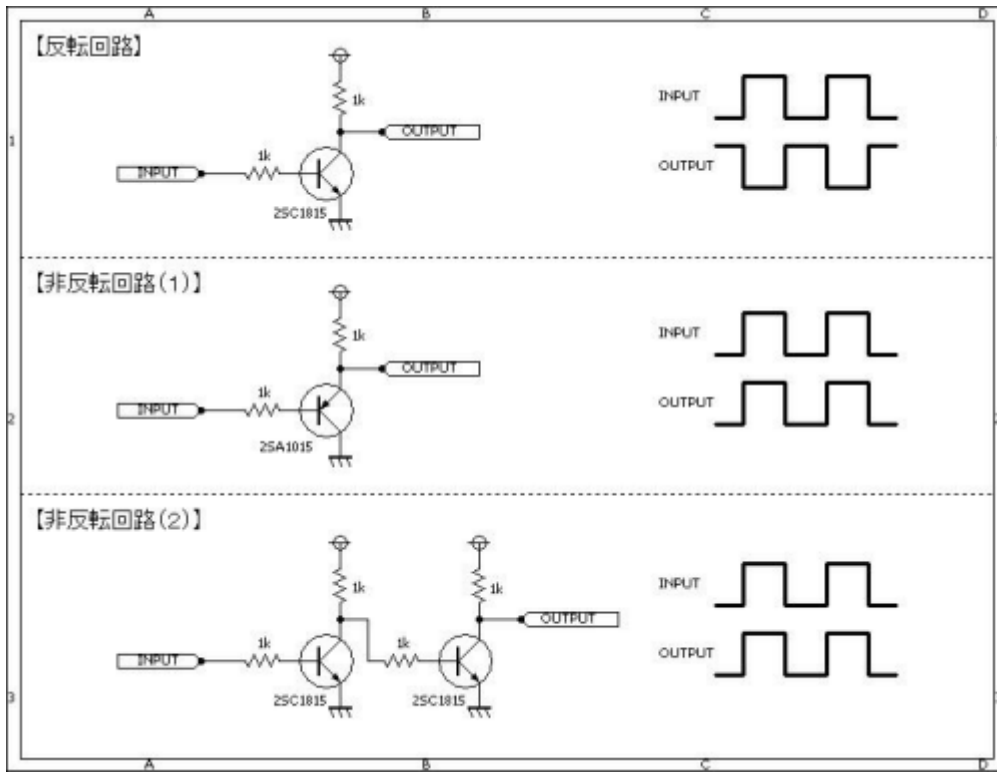 A B C D
【反転回路】
1k
INPUT
OUTPUT
1
1k
INPUT
OUTPUT
2SC1815
【非反転回路(1)】
1k
INPUT
OUTPUT
1k
INPUT
OUTPUT
2
2SA1015
【非反転回路(2)】
1k
1k
INPUT
OUTPUT
1k
1k
INPUT
OUTPUT
3
2SC1815
2SC1815
A B C D